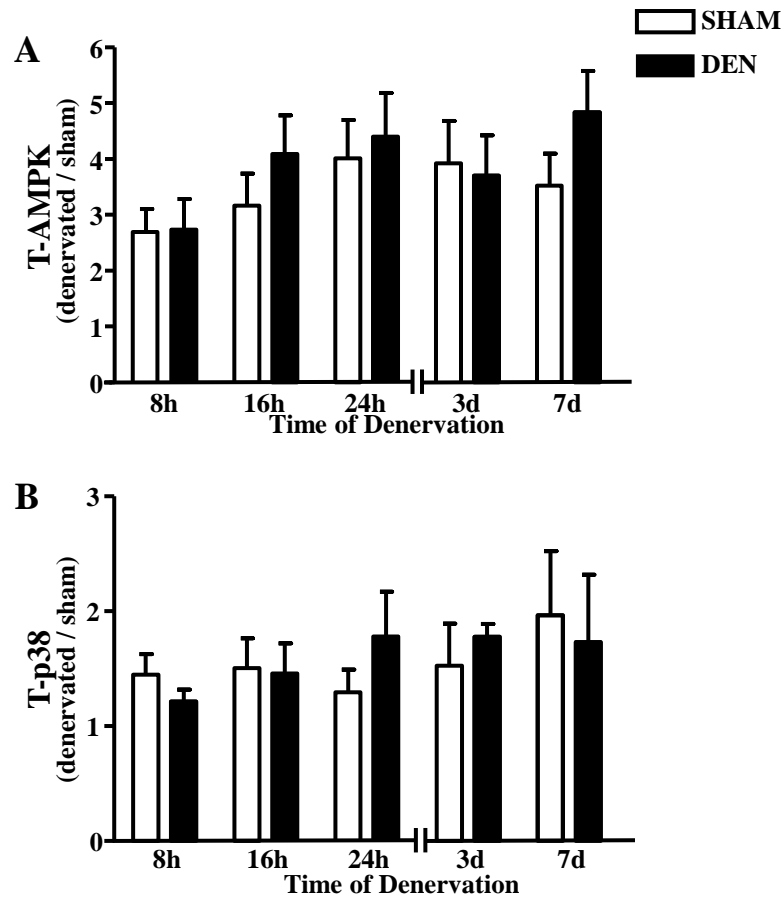 SHAM
DEN
A
T-AMPK
(denervated / sham)
6
5
4
3
2
1
0
8h 16h 24h 3d 7d
Time of Denervation
B
T-p38
(denervated / sham)
3
2
1
0
8h 16h 24h 3d 7d
Time of Denervation